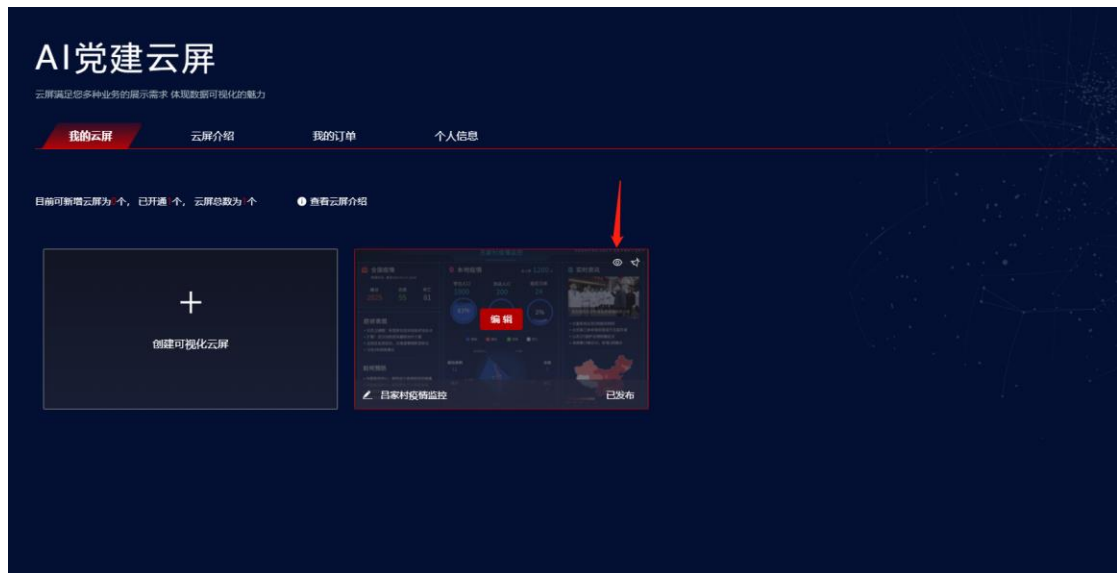 AI党建云屏
云屏满足您多种业务的展示需求 体现数据可视化的魅力
我的云屏 云屏介绍 我的订单 个人信息
目前可新增云屏为0个, 已开通1个, 云屏总数为1个 查看云屏介绍
创建可视化云屏
编辑
吕家村疫情监控 已发布